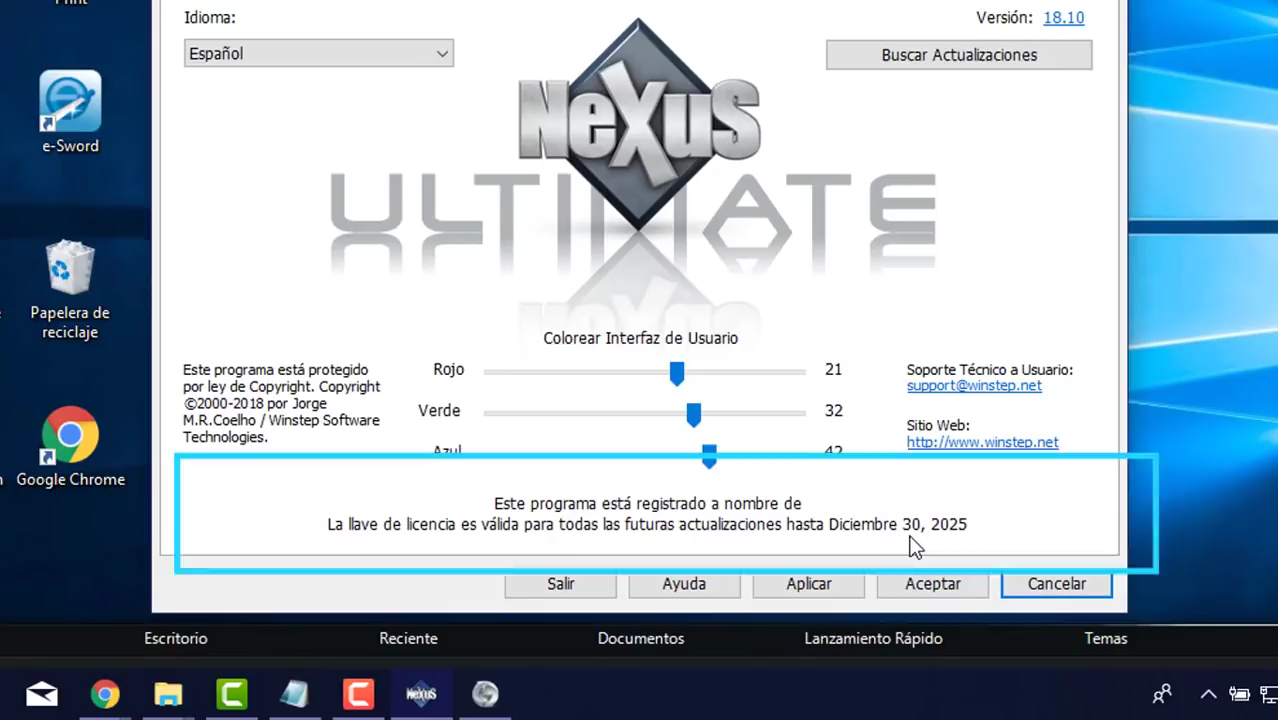 Print
Idioma:
Versión: 18.10
Español
Buscar Actualizaciones
NeXuS
ULTIMATE
e-Sword
Papelera de
reciclaje
Google Chrome
Colorear Interfaz de Usuario
Rojo 21
Verde 32
Azul 42
Este programa está protegido
por ley de Copyright. Copyright
©2000-2018 por Jorge
M.R.Coelho / Winstep Software
Technologies.
Soporte Técnico a Usuario:
support@winstep.net
Sitio Web:
http://www.winstep.net
Este programa está registrado a nombre de
La llave de licencia es válida para todas las futuras actualizaciones hasta Diciembre 30, 2025
Salir
Ayuda
Aplicar
Aceptar
Cancelar
Escritorio
Reciente
Documentos
Lanzamiento Rápido
Temas
NeXuS